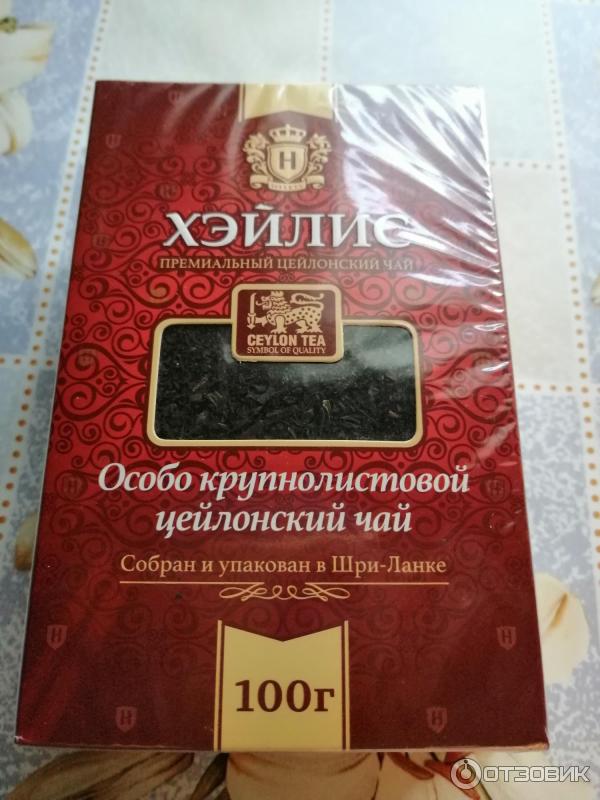 H
ХЭЙЛИС
ПРЕМИАЛЬНЫЙ ЦЕЙЛОНСКИЙ ЧАЙ
CEYLON TEA
SYMBOL OF QUALITY
Особо крупнолистовой
цейлонский чай
Собран и упакован в Шри-Ланке
100г
ОТЗОВИК